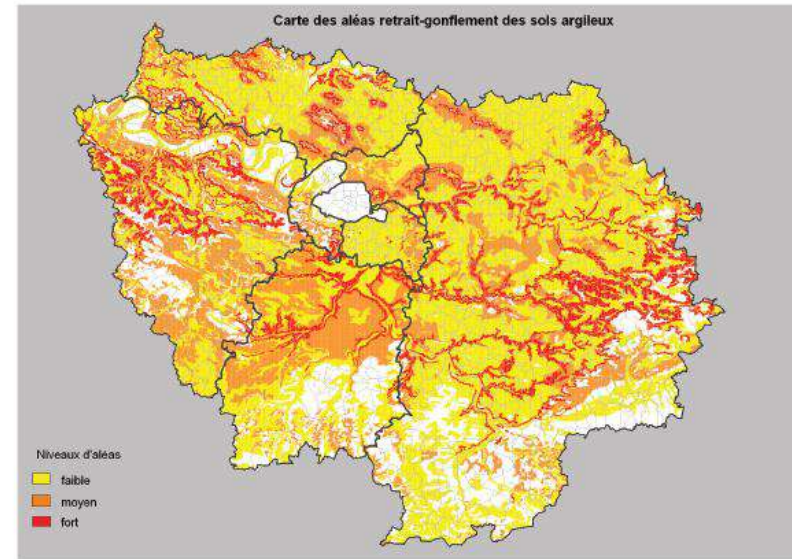 Carte des aléas retrait-gonflement des sols argileux
Niveaux d'aléas
faible
moyen
fort